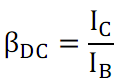 β_DC = I_C / I_B